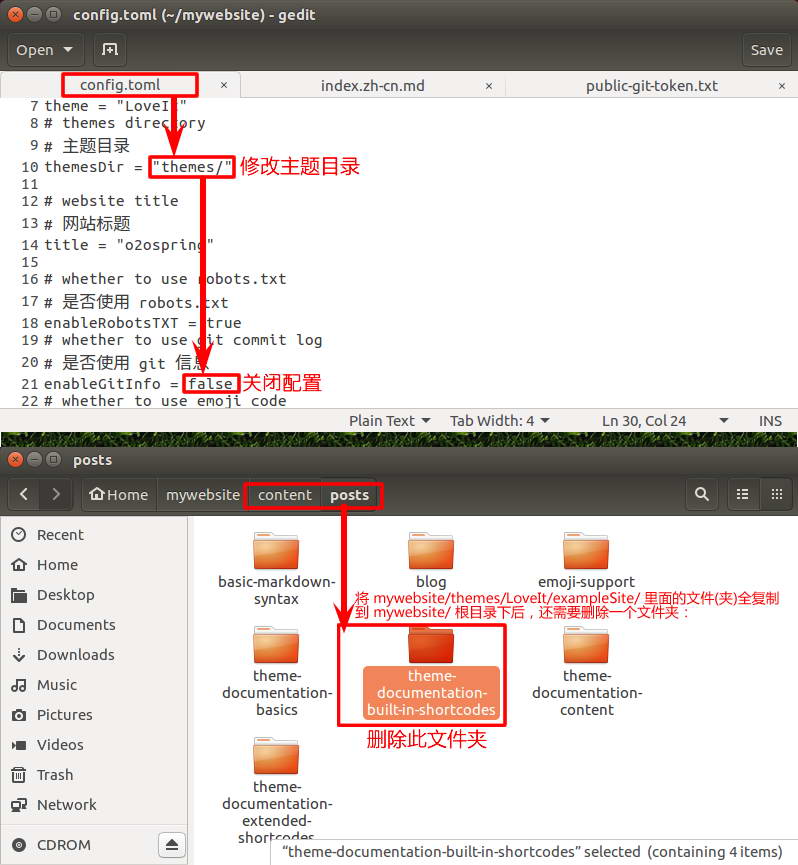 config.toml (~/mywebsite) - gedit
Open
Save
config.toml ×
index.zh-cn.md ×
public-git-token.txt ×
7 theme = "LoveIt"
8 # themes directory
9 # 主题目录
10 themesDir = "themes/" 修改主题目录
11
12 # website title
13 # 网站标题
14 title = "o2ospring"
15
16 # whether to use robots.txt
17 # 是否使用 robots.txt
18 enableRobotsTXT = true
19 # whether to use git commit log
20 # 是否使用 git 信息
21 enableGitInfo = false 关闭配置
22 # whether to use emoji code
Plain Text Tab Width: 4 Ln 30, Col 24 INS
posts
Home mywebsite content posts
Recent
Home
Desktop
Documents
Downloads
Music
Pictures
Videos
Trash
Network
CDROM
basic-markdown-
syntax
blog
emoji-support
将 mywebsite/themes/LoveIt/exampleSite/ 里面的文件(夹)全复制
到 mywebsite/ 根目录下后，还需要删除一个文件夹：
theme-
documentation-
basics
theme-
documentation-
built-in-shortcodes
theme-
documentation-
content
删除此文件夹
theme-
documentation-
extended-
shortcodes
"theme-documentation-built-in-shortcodes" selected (containing 4 items)